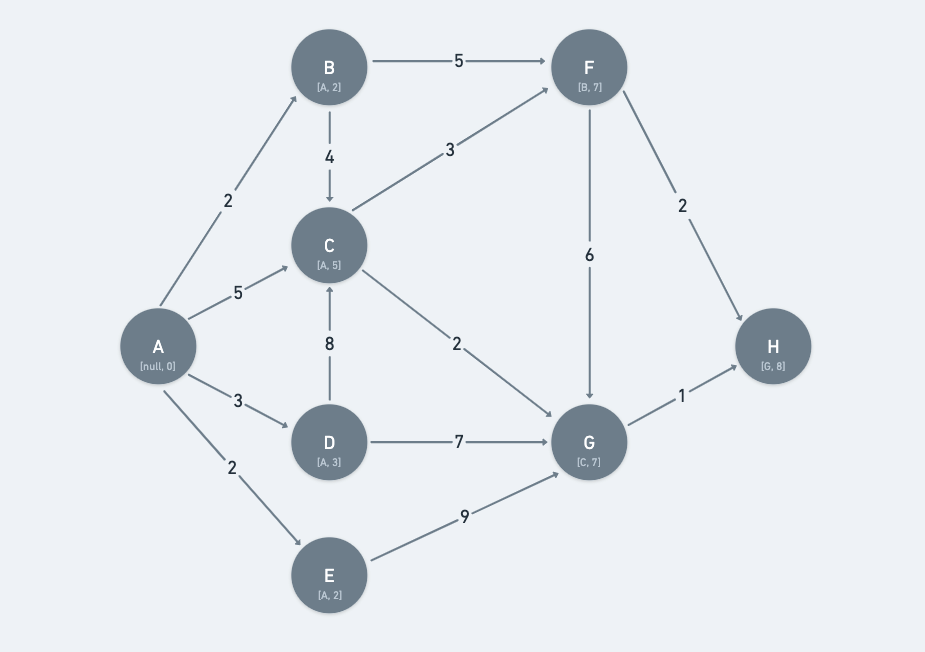 B
[A, 2]
5
F
[B, 7]
4
3
2
2
C
[A, 5]
6
5
A
[null, 0]
8
2
H
[G, 8]
3
1
D
[A, 3]
7
G
[C, 7]
2
9
E
[A, 2]